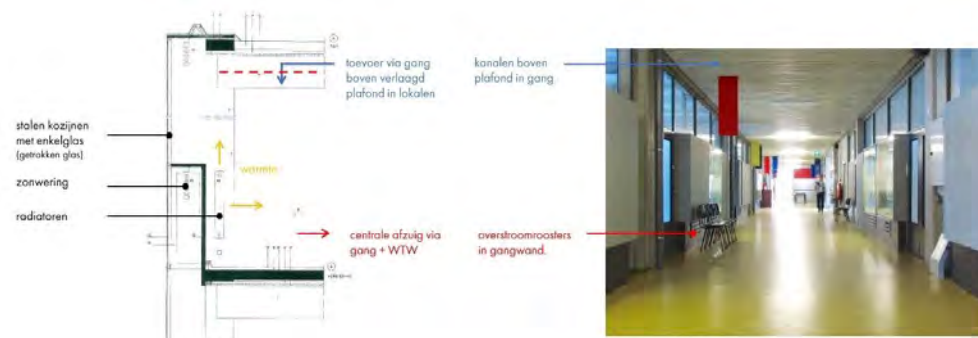 toevoer via gang
boven verlaagd
plafond in lokalen
kanalen boven
plafond in gang
stalen kozijnen
met enkelglas
(getrokken glas)
zonwering
warmte
radiatoren
centrale afzuig via
gang + WTW
overstroomroosters
in gangwand.